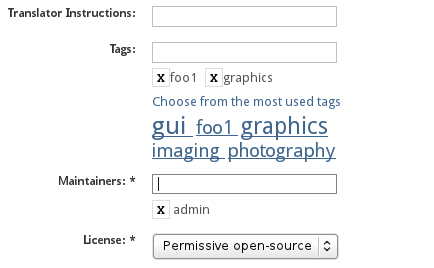 Translator Instructions:
Tags:
x foo1 x graphics
Choose from the most used tags
gui foo1 graphics
imaging photography
Maintainers: *
x admin
License: * Permissive open-source